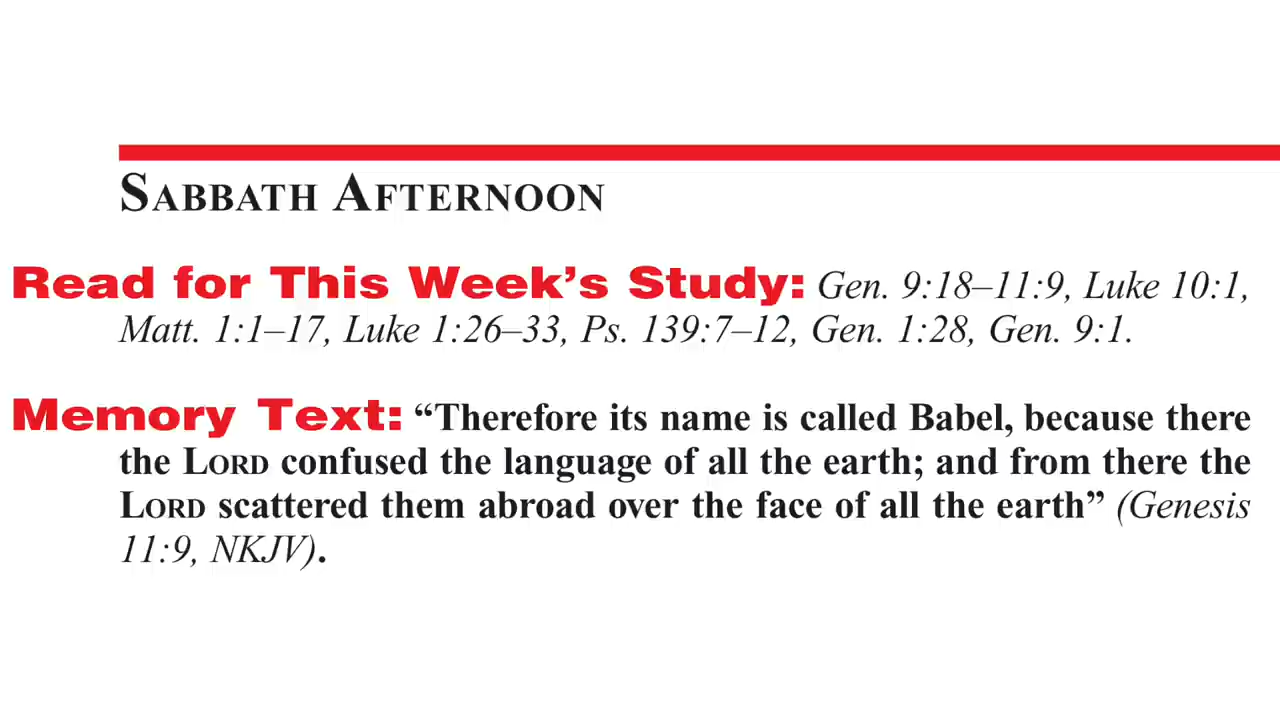 SABBATH AFTERNOON
Read for This Week’s Study: Gen. 9:18–11:9, Luke 10:1,
Matt. 1:1–17, Luke 1:26–33, Ps. 139:7–12, Gen. 1:28, Gen. 9:1.
Memory Text: “Therefore its name is called Babel, because there
the LORD confused the language of all the earth; and from there the
LORD scattered them abroad over the face of all the earth” (Genesis
11:9, NKJV).